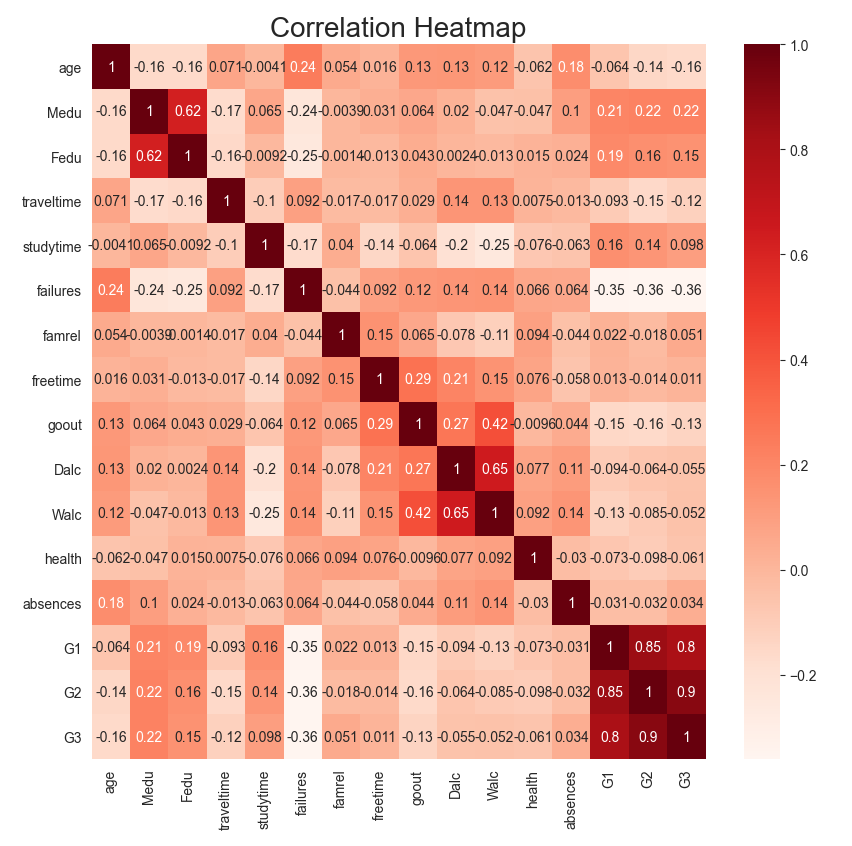 Correlation Heatmap
age 1 -0.16 -0.16 0.071 -0.0041 0.24 0.054 0.016 0.13 0.13 0.12 -0.062 0.18 -0.064 -0.14 -0.16
Medu -0.16 1 0.62 -0.17 0.065 -0.24 -0.0039 0.031 0.064 0.02 -0.047 -0.047 0.1 0.21 0.22 0.22
Fedu -0.16 0.62 1 -0.16 -0.0092 -0.25 -0.0014 -0.013 0.043 0.0024 -0.013 0.015 0.024 0.19 0.16 0.15
traveltime 0.071 -0.17 -0.16 1 -0.1 0.092 -0.017 -0.017 0.029 0.14 0.13 0.0075 -0.013 -0.093 -0.15 -0.12
studytime -0.0041 0.065 -0.0092 -0.1 1 -0.17 0.04 -0.14 -0.064 -0.2 -0.25 -0.076 -0.063 0.16 0.14 0.098
failures 0.24 -0.24 -0.25 0.092 -0.17 1 -0.044 0.092 0.12 0.14 0.14 0.066 0.064 -0.35 -0.36 -0.36
famrel 0.054 -0.0039 -0.0014 -0.017 0.04 -0.044 1 0.15 0.065 -0.078 -0.11 0.094 -0.044 0.022 -0.018 0.051
freetime 0.016 0.031 -0.013 -0.017 -0.14 0.092 0.15 1 0.29 0.21 0.15 0.076 -0.058 0.013 -0.014 0.011
goout 0.13 0.064 0.043 0.029 -0.064 0.12 0.065 0.29 1 0.27 0.42 -0.0096 0.044 -0.15 -0.16 -0.13
Dalc 0.13 0.02 0.0024 0.14 -0.2 0.14 -0.078 0.21 0.27 1 0.65 0.077 0.11 -0.094 -0.064 -0.055
Walc 0.12 -0.047 -0.013 0.13 -0.25 0.14 -0.11 0.15 0.42 0.65 1 0.092 0.14 -0.13 -0.085 -0.052
health -0.062 -0.047 0.015 0.0075 -0.076 0.066 0.094 0.076 -0.0096 0.077 0.092 1 -0.03 -0.073 -0.098 -0.061
absences 0.18 0.1 0.024 -0.013 -0.063 0.064 -0.044 -0.058 0.044 0.11 0.14 -0.03 1 -0.031 -0.032 0.034
G1 -0.064 0.21 0.19 -0.093 0.16 -0.35 0.022 0.013 -0.15 -0.094 -0.13 -0.073 -0.031 1 0.85 0.8
G2 -0.14 0.22 0.16 -0.15 0.14 -0.36 -0.018 -0.014 -0.16 -0.064 -0.085 -0.098 -0.032 0.85 1 0.9
G3 -0.16 0.22 0.15 -0.12 0.098 -0.36 0.051 0.011 -0.13 -0.055 -0.052 -0.061 0.034 0.8 0.9 1
age Medu Fedu traveltime studytime failures famrel freetime goout Dalc Walc health absences G1 G2 G3
1.0
0.8
0.6
0.4
0.2
0.0
−0.2